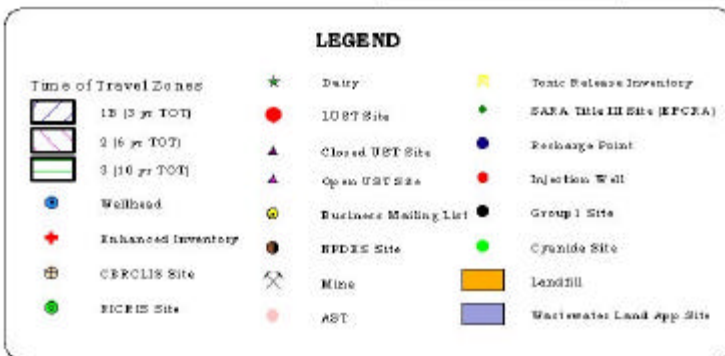 LEGEND
Time of Travel Zones
1B (3 yr TOT)
2 (6 yr TOT)
3 (10 yr TOT)
Wellhead
Enhanced Inventory
CERCLIS Site
RICRIS Site
Dairy
LUST Site
Closed UST Site
Open UST Site
Business Mailing List
NPDES Site
Mine
AST
Toxic Release Inventory
SARA Title III Site (EPCRA)
Recharge Point
Injection Well
Group 1 Site
Cyanide Site
Landfill
Wastewater Land App Site